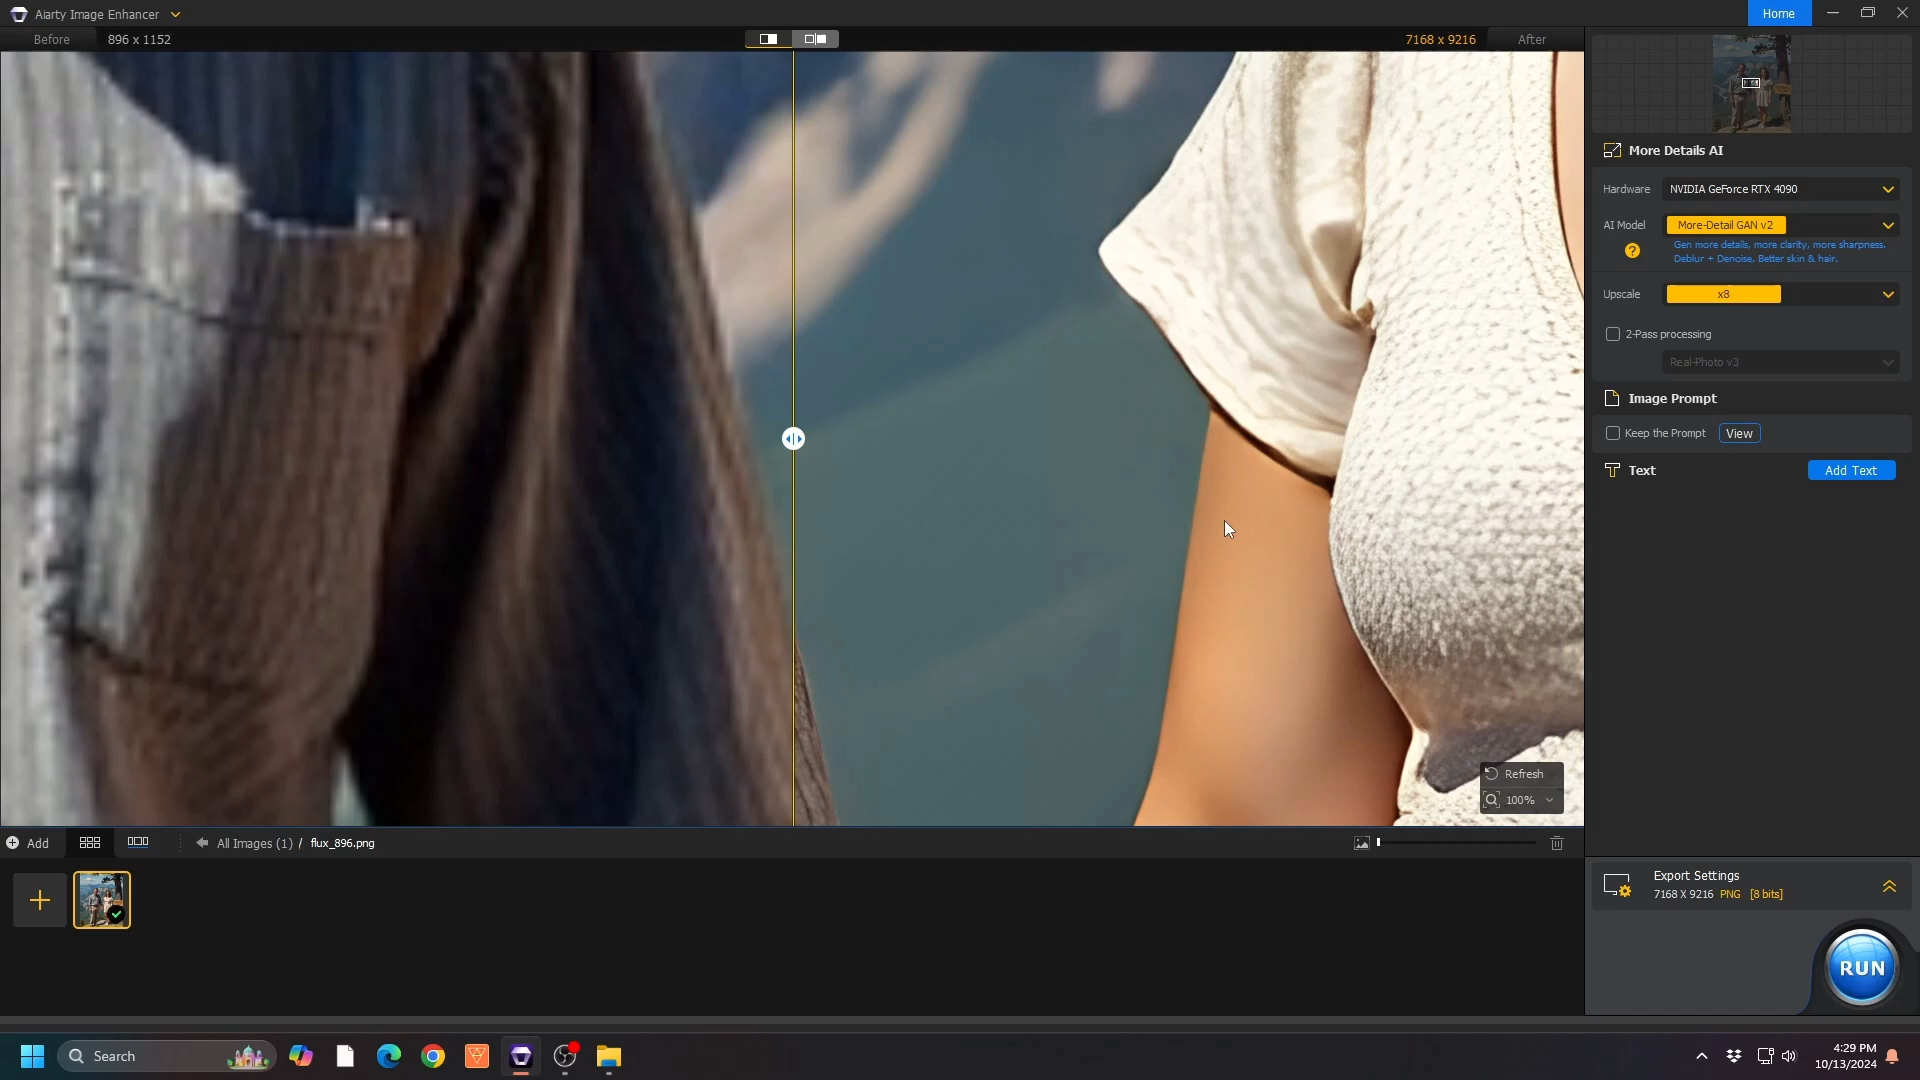 Aiarty Image Enhancer
Home
Before
896 x 1152
7168 x 9216
After
More Details AI
Hardware
NVIDIA GeForce RTX 4090
AI Model
More-Detail GAN v2
?
Gen more details, more clarity, more sharpness.
Deblur + Denoise. Better skin & hair.
Upscale
x8
2-Pass processing
Real-Photo v3
Image Prompt
Keep the Prompt
View
Text
Add Text
Refresh
100%
Add
All Images (1) / flux_896.png
Export Settings
7168 X 9216 PNG [8 bits]
RUN
Search
4:29 PM
10/13/2024